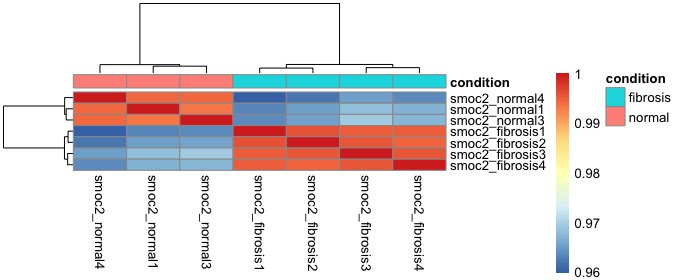 condition
smoc2_normal4
smoc2_normal1
smoc2_normal3
smoc2_fibrosis1
smoc2_fibrosis2
smoc2_fibrosis3
smoc2_fibrosis4
smoc2_normal4
smoc2_normal1
smoc2_normal3
smoc2_fibrosis1
smoc2_fibrosis2
smoc2_fibrosis3
smoc2_fibrosis4
1
0.99
0.98
0.97
0.96
condition
fibrosis
normal